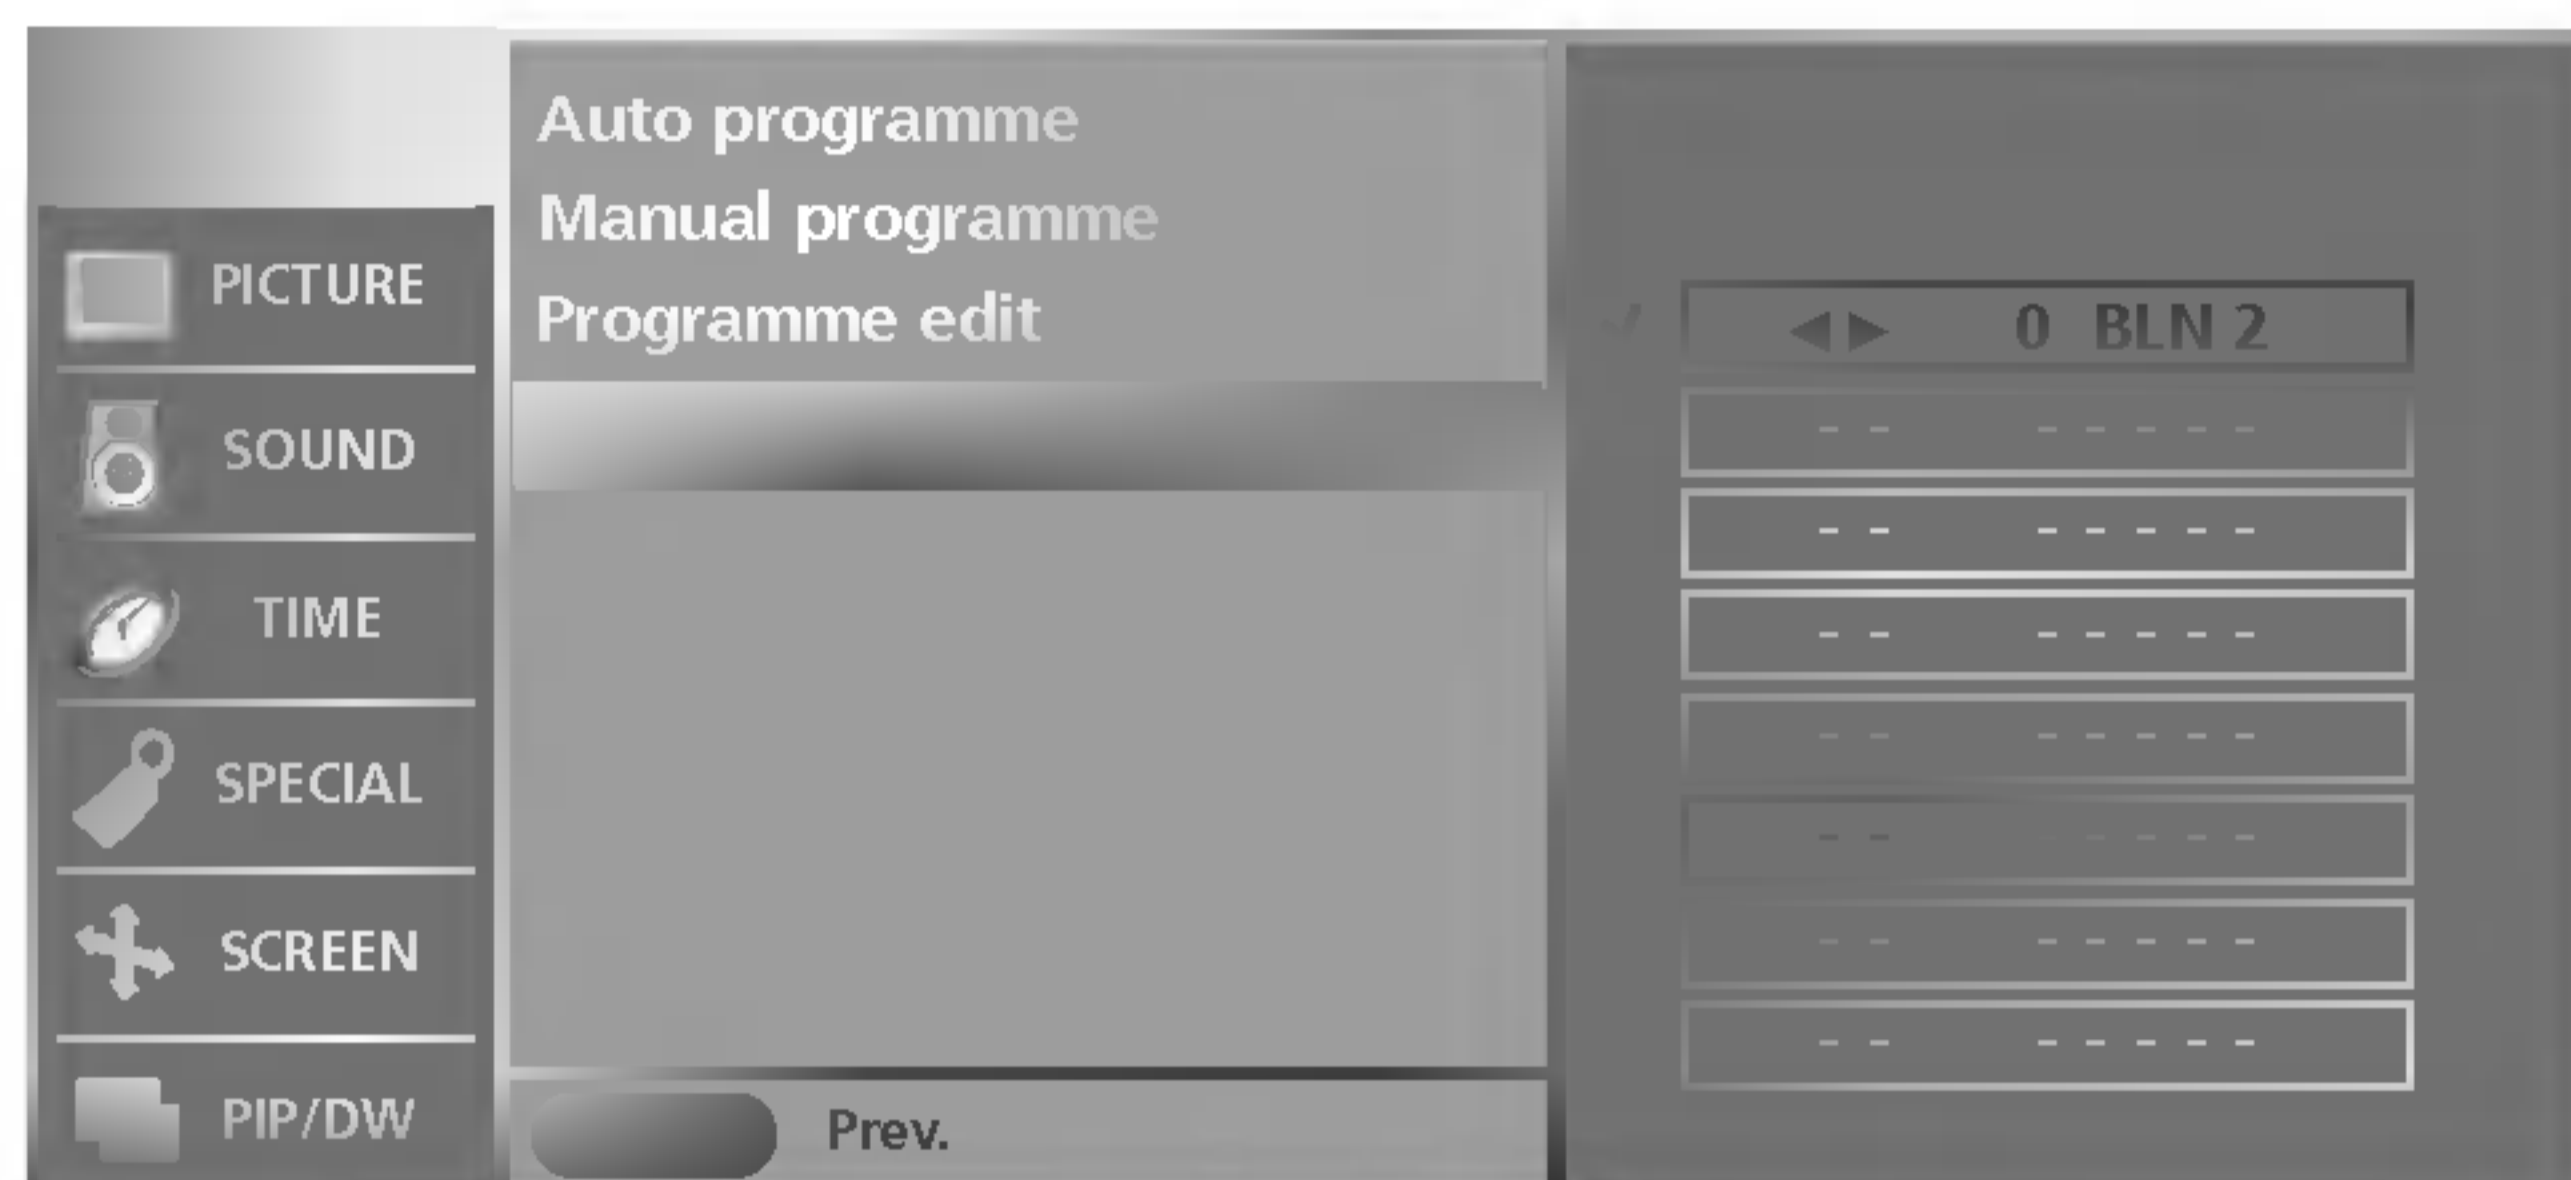 PICTURE
SOUND
TIME
SPECIAL
SCREEN
PIP/DW
Auto programme
Manual programme
Programme edit
Prev.
◀▶ 0 BLN 2
- - - - - - -
- - - - - - -
- - - - - - -
- - - - - - -
- - - - - - -
- - - - - - -
- - - - - - -